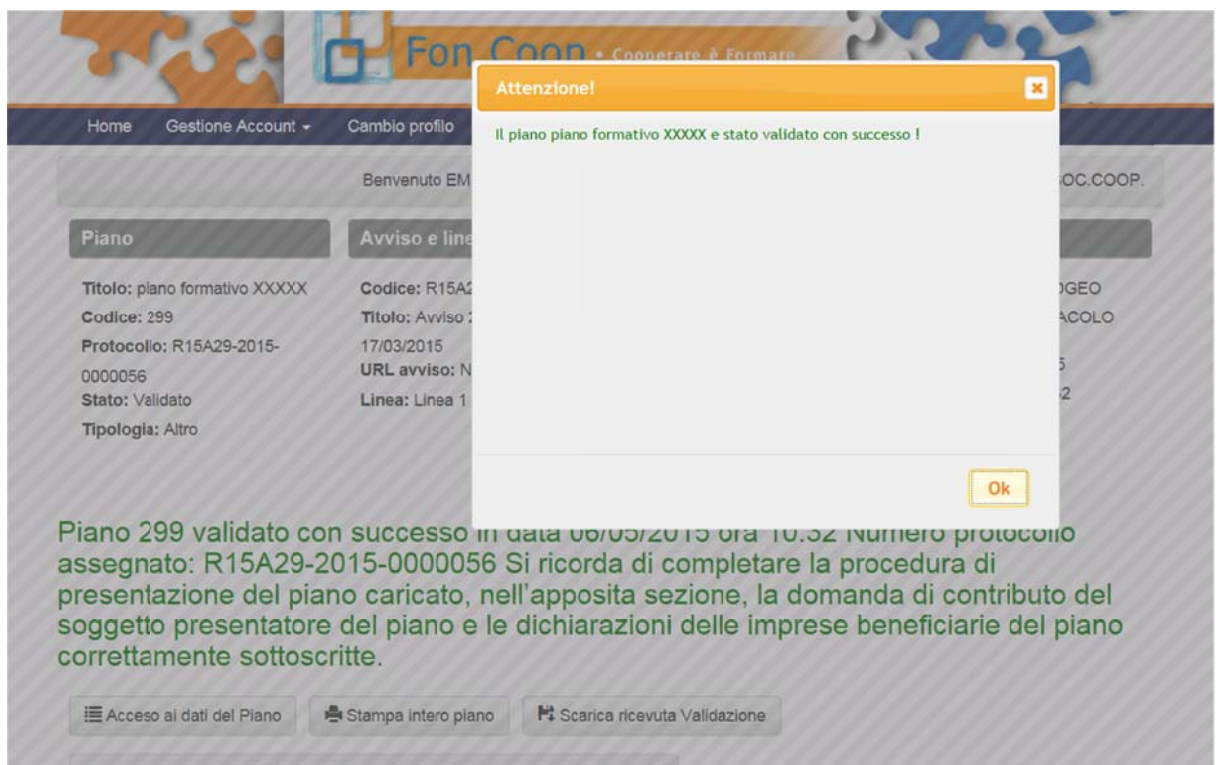 Fon Coop • Cooperare è Formare
Attenzione!
Il piano piano formativo XXXXX e stato validato con successo !
Ok
Home Gestione Account Cambio profilo
Benvenuto EM
OC.COOP.
Piano
Titolo: piano formativo XXXXX
Codice: 299
Protocollo: R15A29-2015-
0000056
Stato: Validato
Tipologia: Altro
Avviso e line
Codice: R15A2
Titolo: Avviso
17/03/2015
URL avviso: N
Linea: Linea 1
OGEO
ACOLO
Piano 299 validato con successo in data 06/05/2015 ora 10:32 Numero protocollo
assegnato: R15A29-2015-0000056 Si ricorda di completare la procedura di
presentazione del piano caricato, nell'apposita sezione, la domanda di contributo del
soggetto presentatore del piano e le dichiarazioni delle imprese beneficiarie del piano
correttamente sottoscritte.
Acceso ai dati del Piano Stampa intero piano Scarica ricevuta Validazione